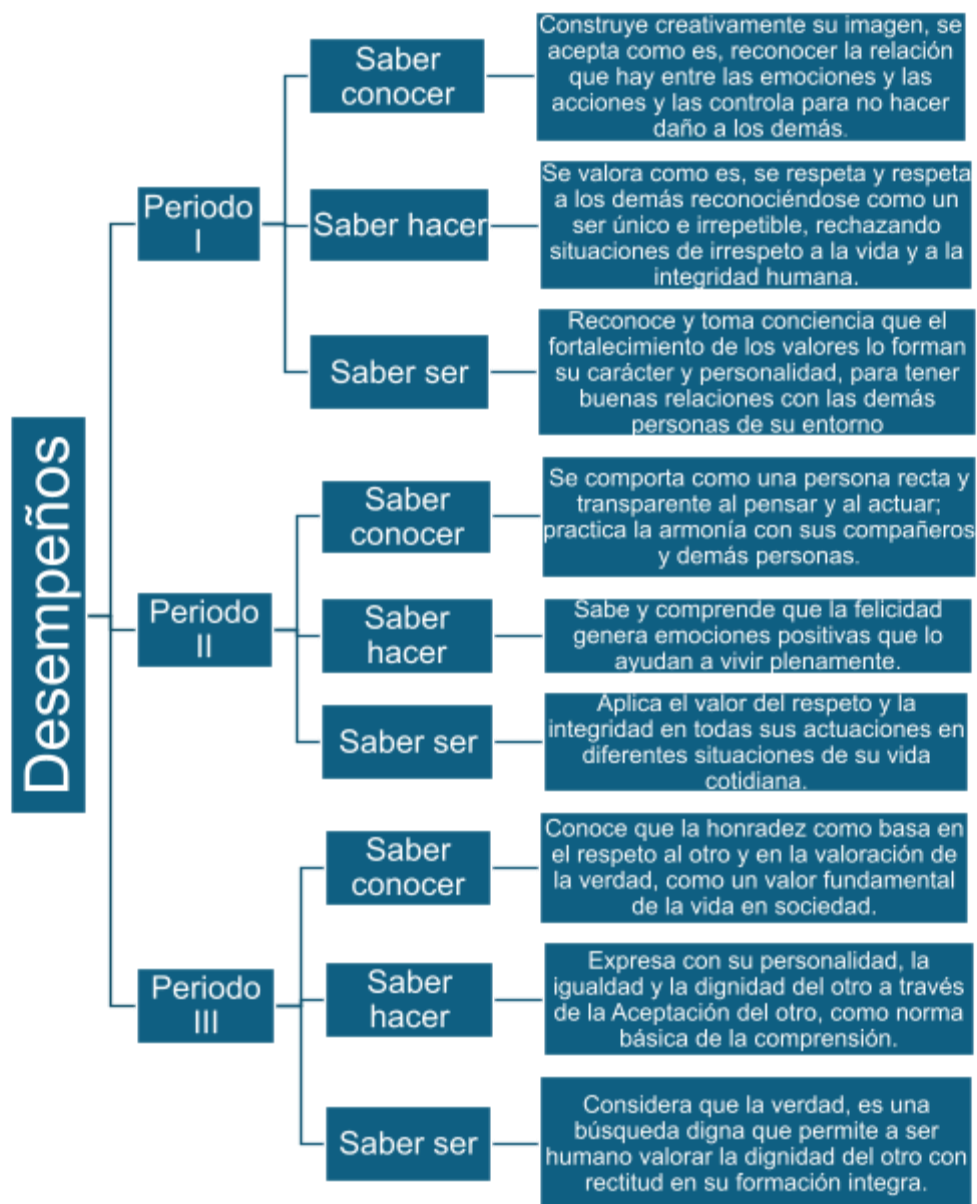 Desempeños
Periodo
I
Saber
conocer
Construye creativamente su imagen, se
acepta como es, reconocer la relación
que hay entre las emociones y las
acciones y las controla para no hacer
daño a los demás.
Saber hacer
Se valora como es, se respeta y respeta
a los demás reconociéndose como un
ser único e irrepetible, rechazando
situaciones de irrespeto a la vida y a la
integridad humana.
Saber ser
Reconoce y toma conciencia que el
fortalecimiento de los valores lo forman
su carácter y personalidad, para tener
buenas relaciones con las demás
personas de su entorno
Periodo
II
Saber
conocer
Se comporta como una persona recta y
transparente al pensar y al actuar;
practica la armonía con sus compañeros
y demás personas.
Saber
hacer
Sabe y comprende que la felicidad
genera emociones positivas que lo
ayudan a vivir plenamente.
Saber ser
Aplica el valor del respeto y la
integridad en todas sus actuaciones en
diferentes situaciones de su vida
cotidiana.
Periodo
III
Saber
conocer
Conoce que la honradez como basa en
el respeto al otro y en la valoración de
la verdad, como un valor fundamental
de la vida en sociedad.
Saber
hacer
Expresa con su personalidad, la
igualdad y la dignidad del otro a través
de la Aceptación del otro, como norma
básica de la comprensión.
Saber ser
Considera que la verdad, es una
búsqueda digna que permite a ser
humano valorar la dignidad del otro con
rectitud en su formación integra.